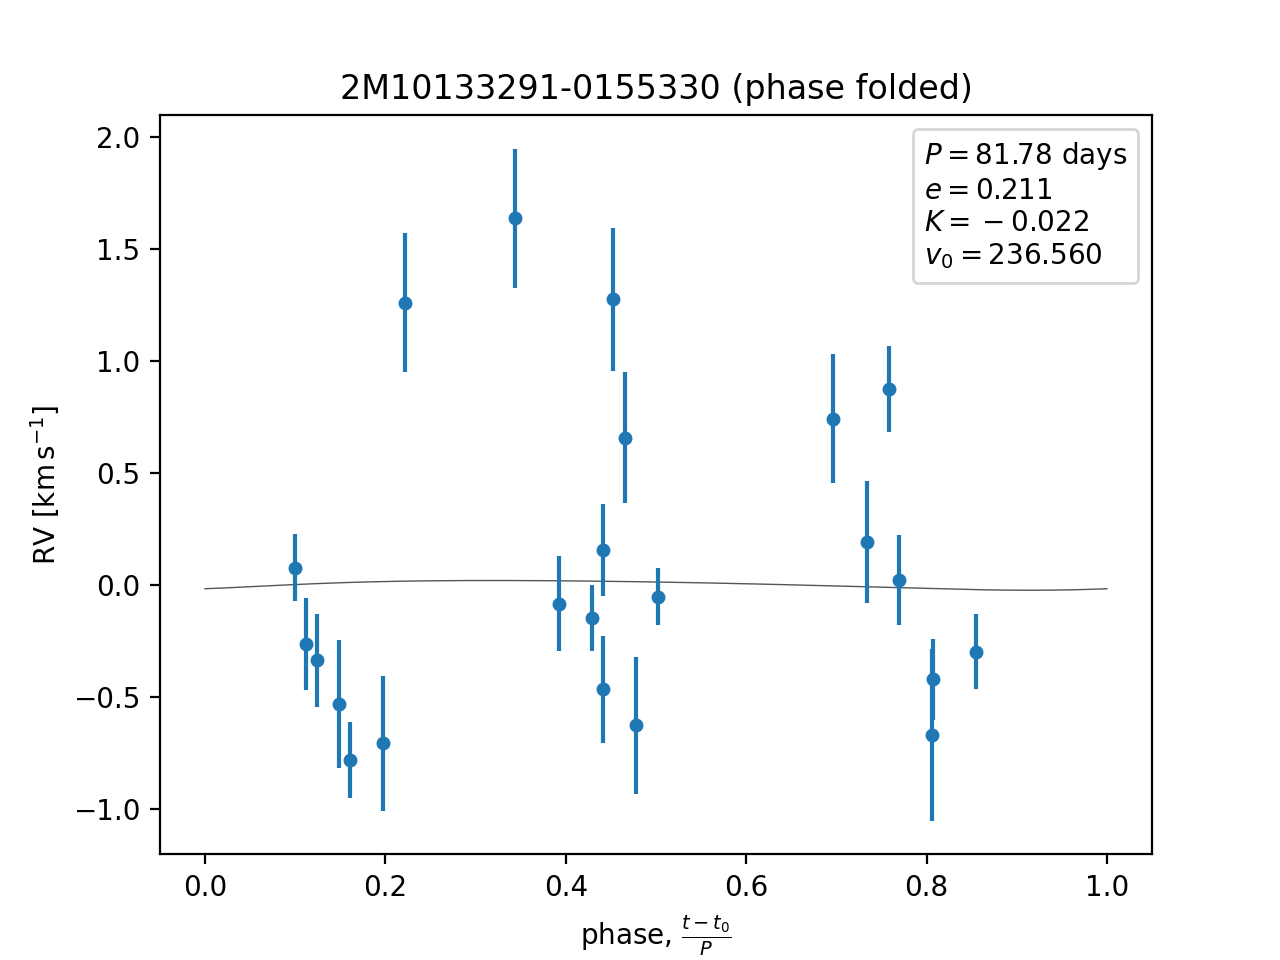 2M10133291-0155330 (phase folded)
P = 81.78 days
e = 0.211
K = −0.022
v₀ = 236.560
2.0
1.5
1.0
0.5
0.0
−0.5
−1.0
RV [km s⁻¹]
0.0 0.2 0.4 0.6 0.8 1.0
phase, (t − t₀)/P